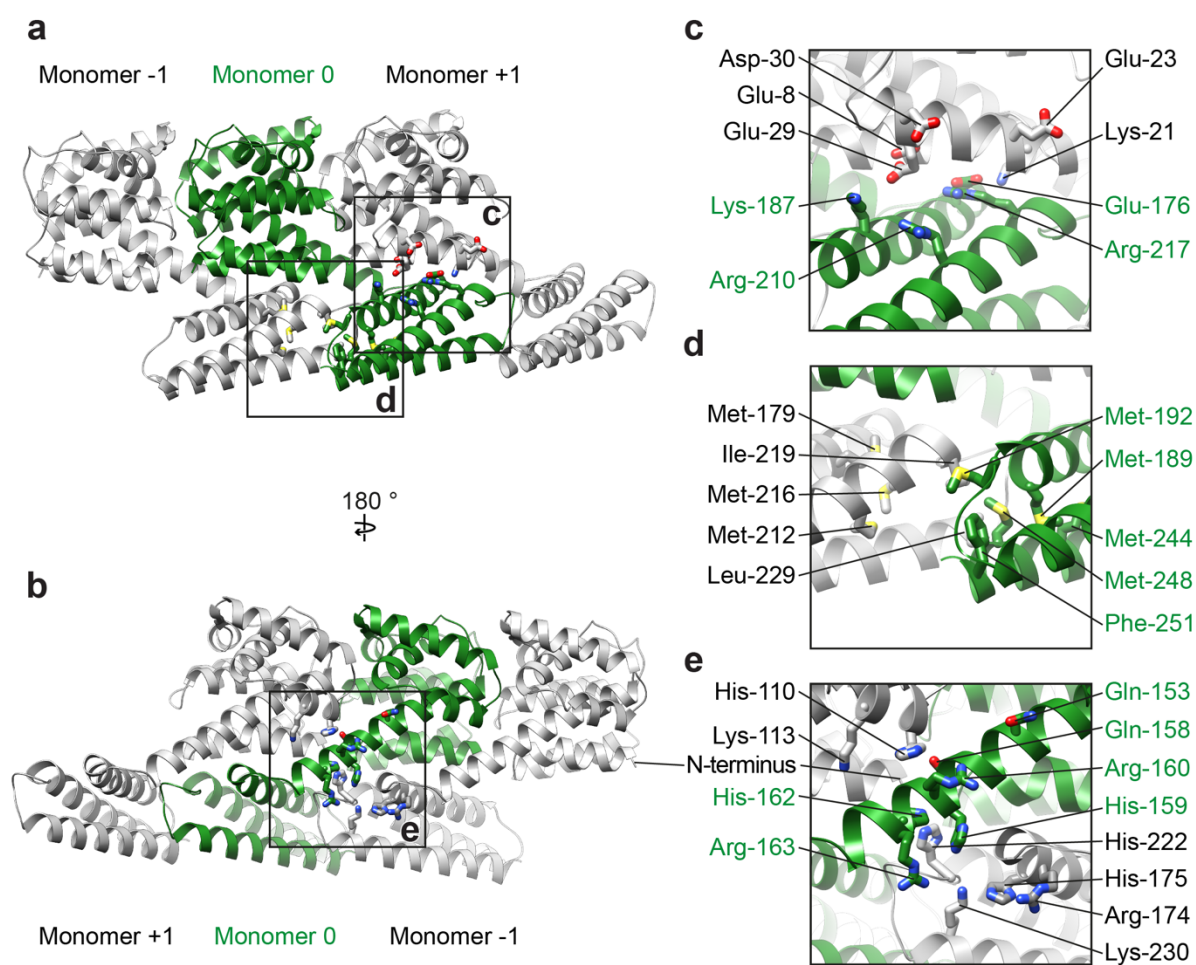 a
Monomer -1 Monomer 0 Monomer +1
c
d
180 °
b
N-terminus
e
Monomer +1 Monomer 0 Monomer -1
c
Asp-30
Glu-8
Glu-29
Lys-187
Arg-210
Glu-23
Lys-21
Glu-176
Arg-217
d
Met-179
Ile-219
Met-216
Met-212
Leu-229
Met-192
Met-189
Met-244
Met-248
Phe-251
e
His-110
Lys-113
His-162
Arg-163
Gln-153
Gln-158
Arg-160
His-159
His-222
His-175
Arg-174
Lys-230